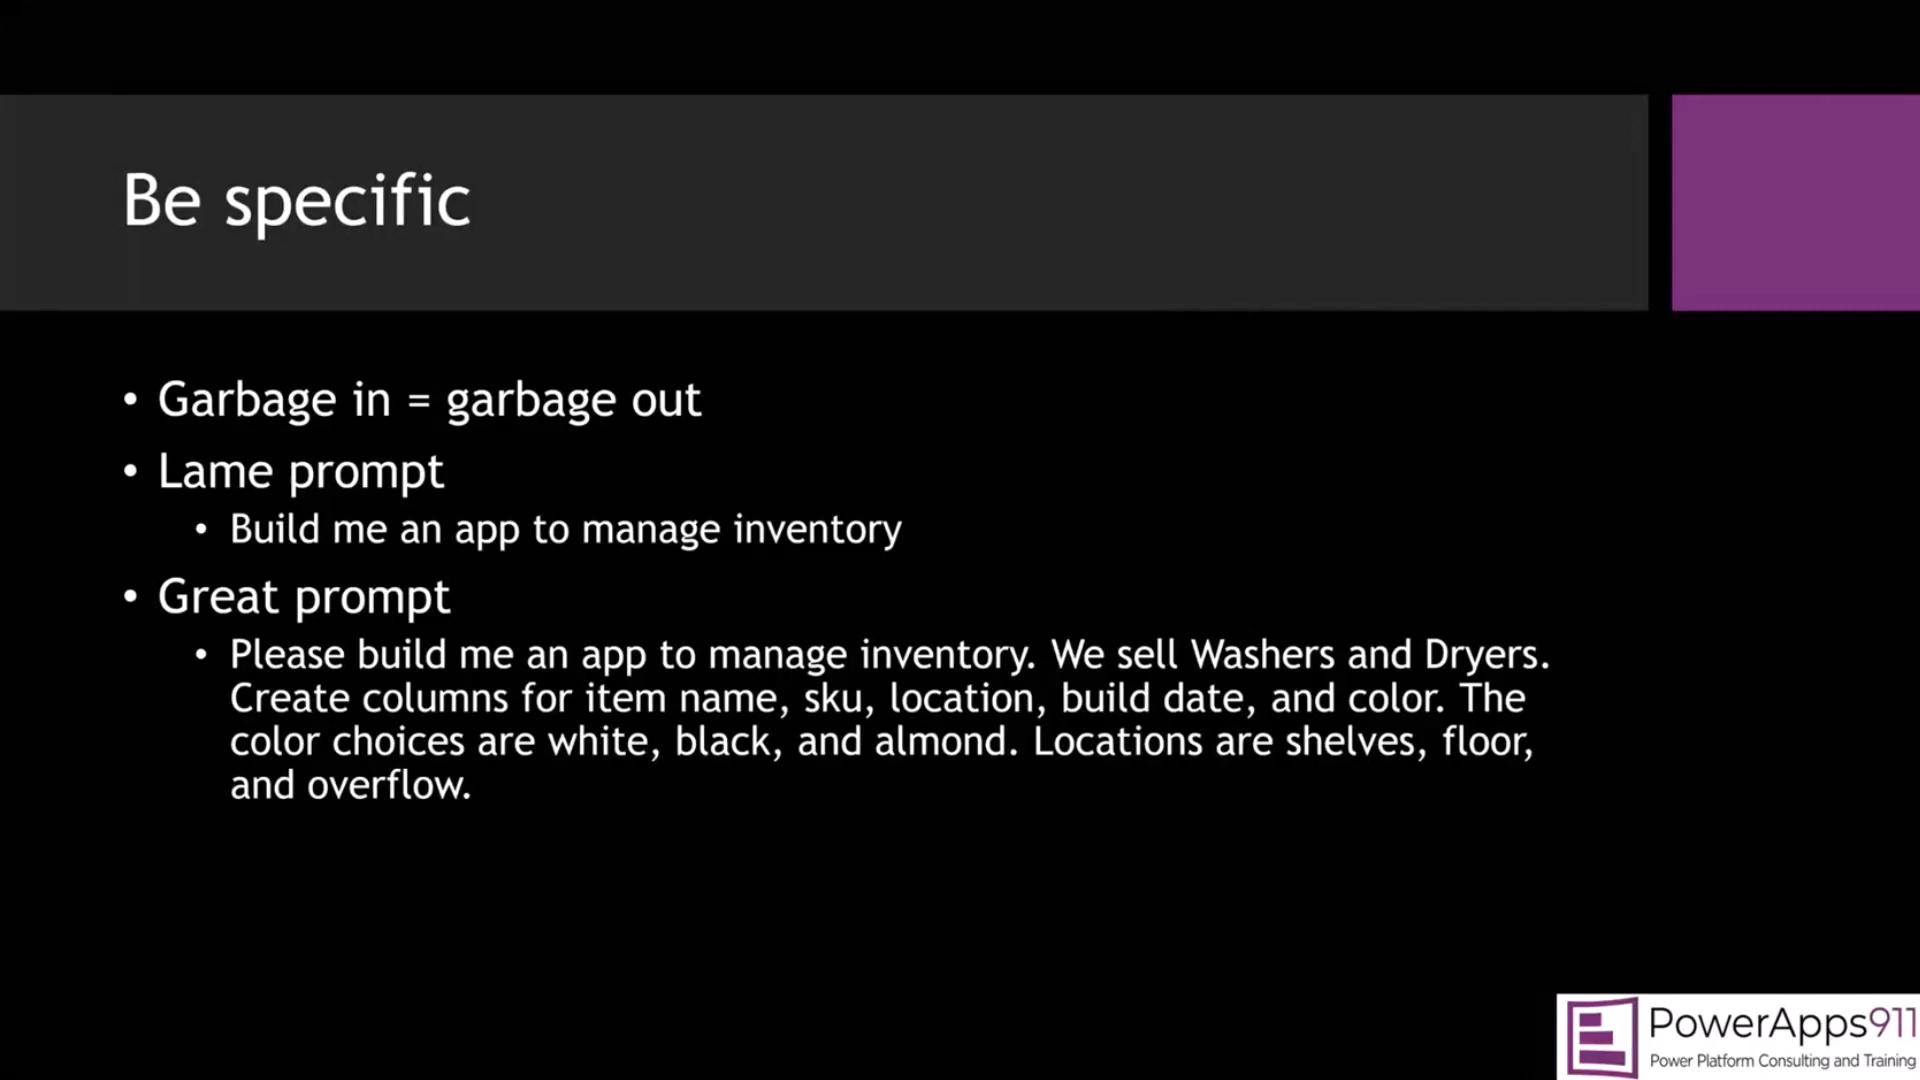 Be specific
• Garbage in = garbage out
• Lame prompt
• Build me an app to manage inventory
• Great prompt
• Please build me an app to manage inventory. We sell Washers and Dryers.
Create columns for item name, sku, location, build date, and color. The
color choices are white, black, and almond. Locations are shelves, floor,
and overflow.
PowerApps911
Power Platform Consulting and Training